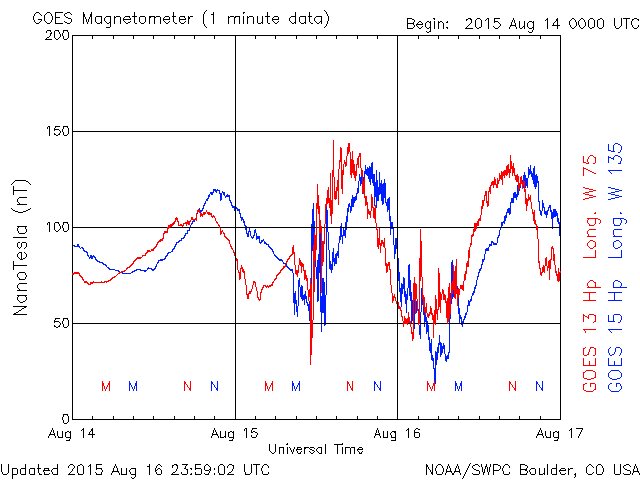 GOES Magnetometer (1 minute data)
Begin: 2015 Aug 14 0000 UTC
200
150
100
50
0
NanoTesla (nT)
M M N N M M N N M M N N
Aug 14 Aug 15 Aug 16 Aug 17
Universal Time
GOES 13 Hp Long. W 75
GOES 15 Hp Long. W 135
Updated 2015 Aug 16 23:59:02 UTC
NOAA/SWPC Boulder, CO USA